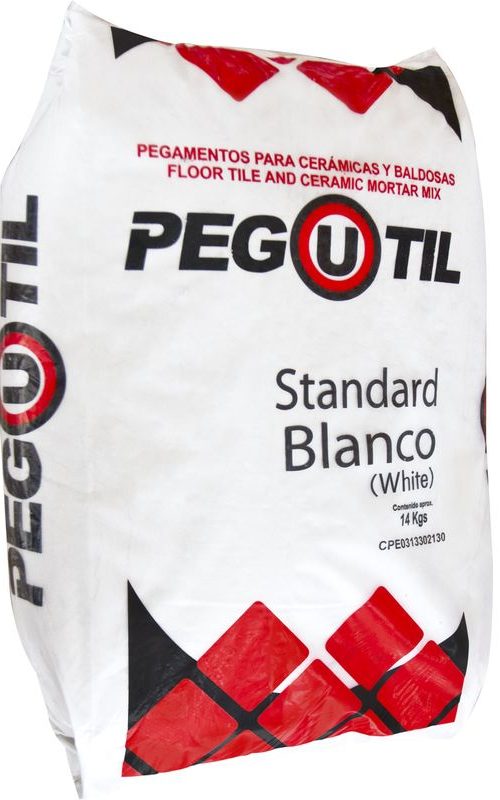 PEGAMENTOS PARA CERÁMICAS Y BALDOSAS
FLOOR TILE AND CERAMIC MORTAR MIX
PEGUTIL
Standard
Blanco
(White)
Contenido aprox.
14 Kgs
CPE0313302130
PEGUTIL